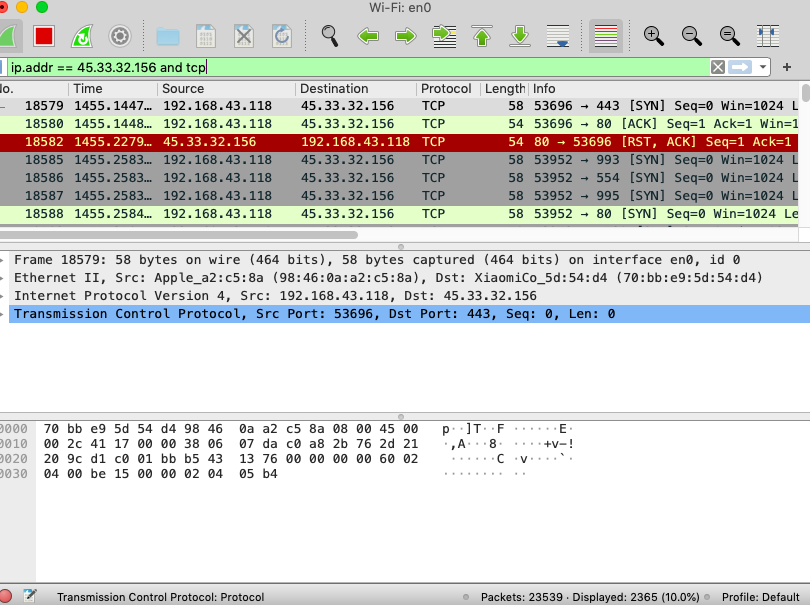 Wi-Fi: en0
ip.addr == 45.33.32.156 and tcp
No. Time Source Destination Protocol Length Info
18579 1455.1447… 192.168.43.118 45.33.32.156 TCP 58 53696 → 443 [SYN] Seq=0 Win=1024 L
18580 1455.1448… 192.168.43.118 45.33.32.156 TCP 54 53696 → 80 [ACK] Seq=1 Ack=1 Win=1
18582 1455.2279… 45.33.32.156 192.168.43.118 TCP 54 80 → 53696 [RST, ACK] Seq=1 Ack=1
18585 1455.2583… 192.168.43.118 45.33.32.156 TCP 58 53952 → 993 [SYN] Seq=0 Win=1024 L
18586 1455.2583… 192.168.43.118 45.33.32.156 TCP 58 53952 → 554 [SYN] Seq=0 Win=1024 L
18587 1455.2583… 192.168.43.118 45.33.32.156 TCP 58 53952 → 995 [SYN] Seq=0 Win=1024 L
18588 1455.2584… 192.168.43.118 45.33.32.156 TCP 58 53952 → 80 [SYN] Seq=0 Win=1024 Le
Frame 18579: 58 bytes on wire (464 bits), 58 bytes captured (464 bits) on interface en0, id 0
Ethernet II, Src: Apple_a2:c5:8a (98:46:0a:a2:c5:8a), Dst: XiaomiCo_5d:54:d4 (70:bb:e9:5d:54:d4)
Internet Protocol Version 4, Src: 192.168.43.118, Dst: 45.33.32.156
Transmission Control Protocol, Src Port: 53696, Dst Port: 443, Seq: 0, Len: 0
0000 70 bb e9 5d 54 d4 98 46 0a a2 c5 8a 08 00 45 00 p··]T··F ······E·
0010 00 2c 41 17 00 00 38 06 07 da c0 a8 2b 76 2d 21 ·,A···8· ····+v-!
0020 20 9c d1 c0 01 bb b5 43 13 76 00 00 00 00 60 02 ······C ·v····`·
0030 04 00 be 15 00 00 02 04 05 b4 ········ ··
Transmission Control Protocol: Protocol Packets: 23539 · Displayed: 2365 (10.0%) Profile: Default